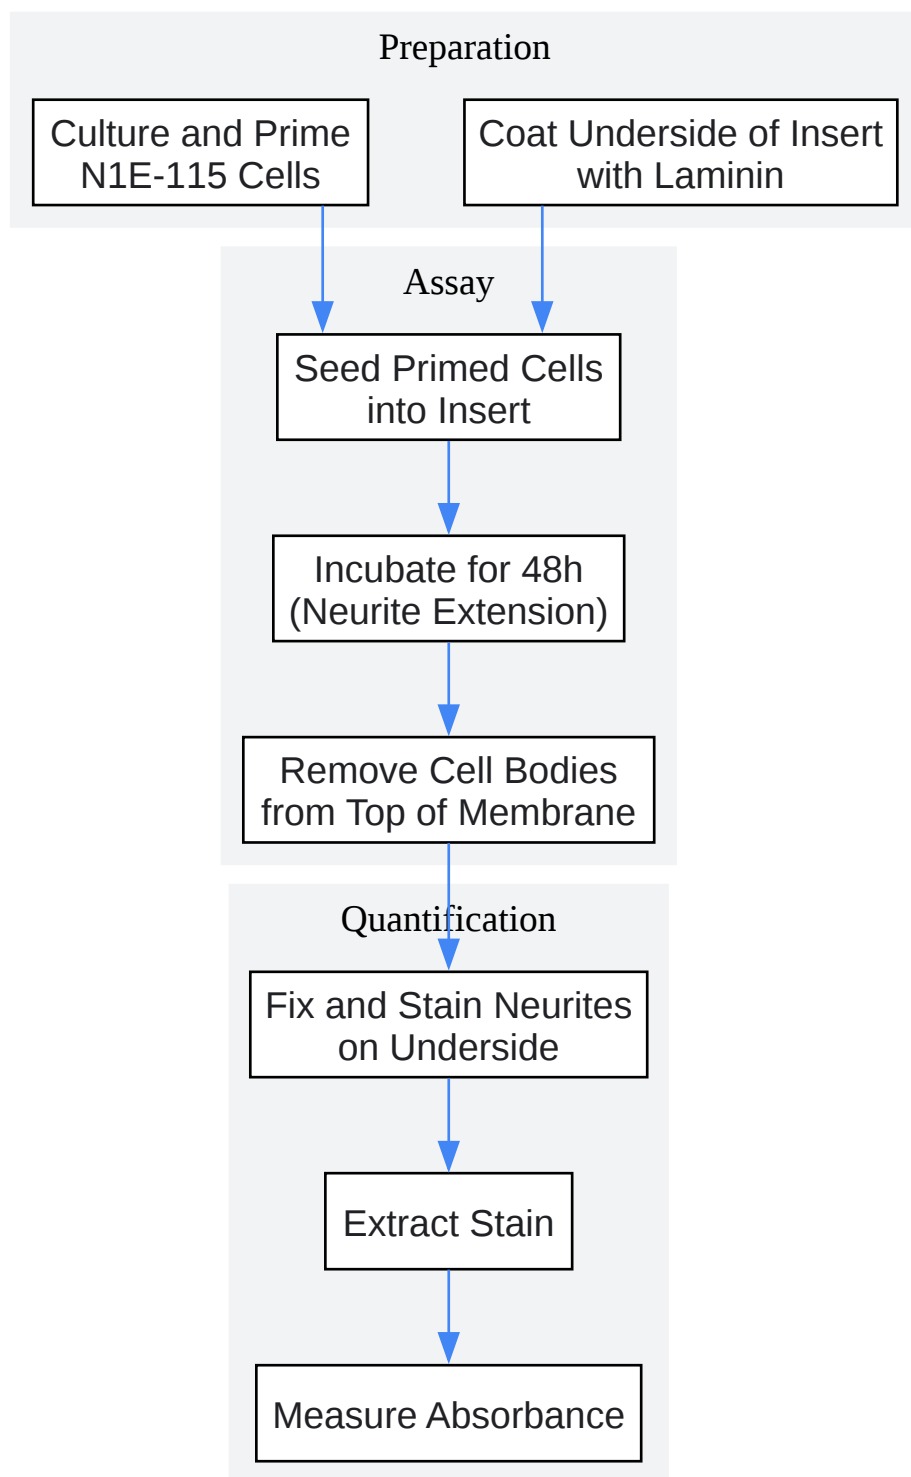 Preparation
Culture and Prime
N1E-115 Cells
Coat Underside of Insert
with Laminin
Assay
Seed Primed Cells
into Insert
Incubate for 48h
(Neurite Extension)
Remove Cell Bodies
from Top of Membrane
Quantification
Fix and Stain Neurites
on Underside
Extract Stain
Measure Absorbance